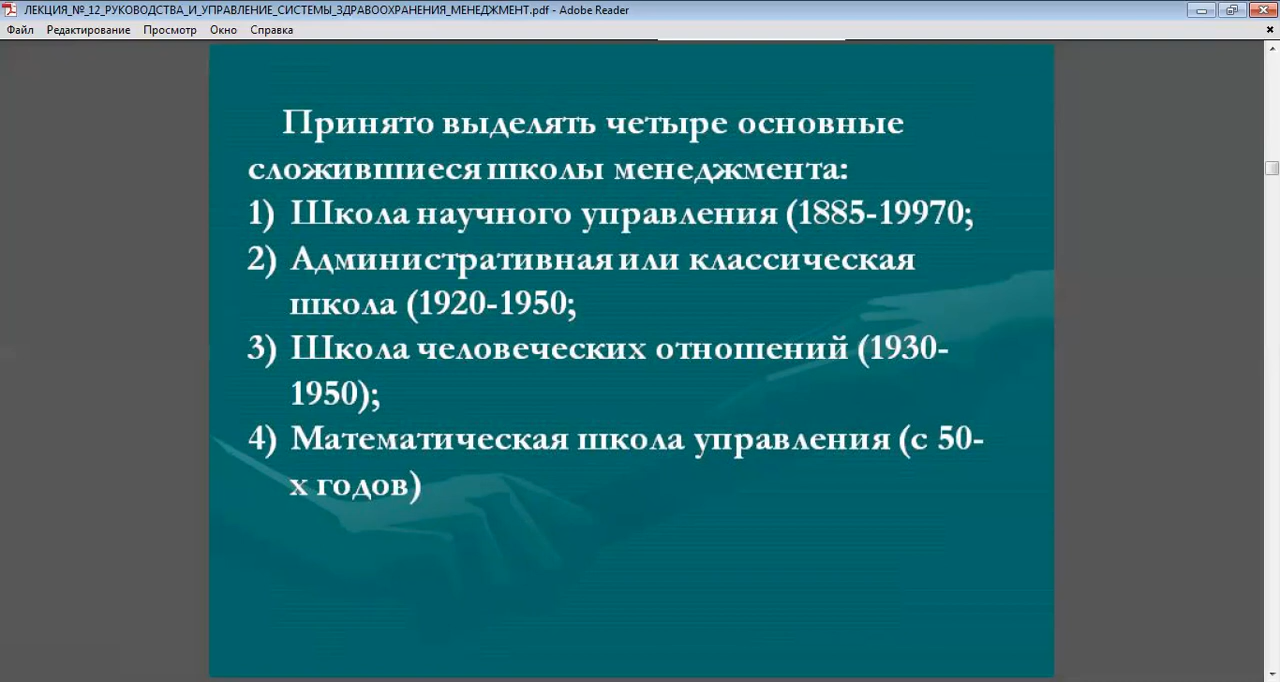 ЛЕКЦИЯ_№_12_РУКОВОДСТВА_И_УПРАВЛЕНИЕ_СИСТЕМЫ_ЗДРАВООХРАНЕНИЯ_МЕНЕДЖМЕНТ.pdf - Adobe Reader
Файл Редактирование Просмотр Окно Справка
Принято выделять четыре основные
сложившиеся школы менеджмента:
1) Школа научного управления (1885-19970;
2) Административная или классическая
школа (1920-1950;
3) Школа человеческих отношений (1930-
1950);
4) Математическая школа управления (с 50-
х годов)